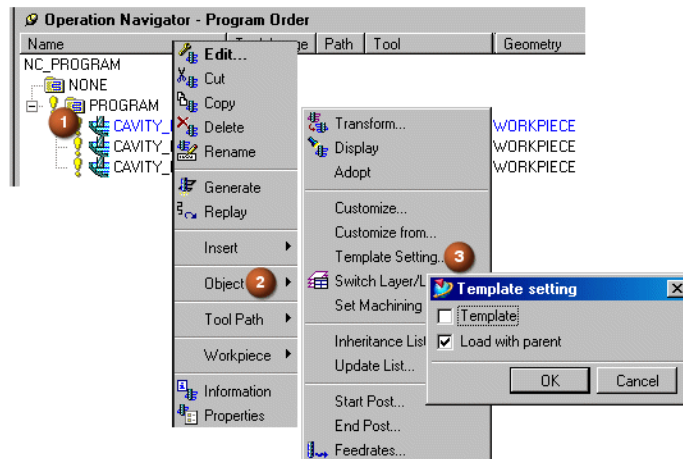 Operation Navigator - Program Order
Name Path Tool Geometry
NC_PROGRAM
NONE
PROGRAM
1
CAVITY_ WORKPIECE
CAVITY_ WORKPIECE
CAVITY_ WORKPIECE
Edit...
Cut
Copy
Delete
Rename
Generate
Replay
Insert
Object 2
Tool Path
Workpiece
Information
Properties
Transform...
Display
Adopt
Customize...
Customize from...
Template Setting... 3
Switch Layer/L
Set Machining
Inheritance List
Update List...
Start Post...
End Post...
Feedrates...
Template setting
Template
Load with parent
OK Cancel